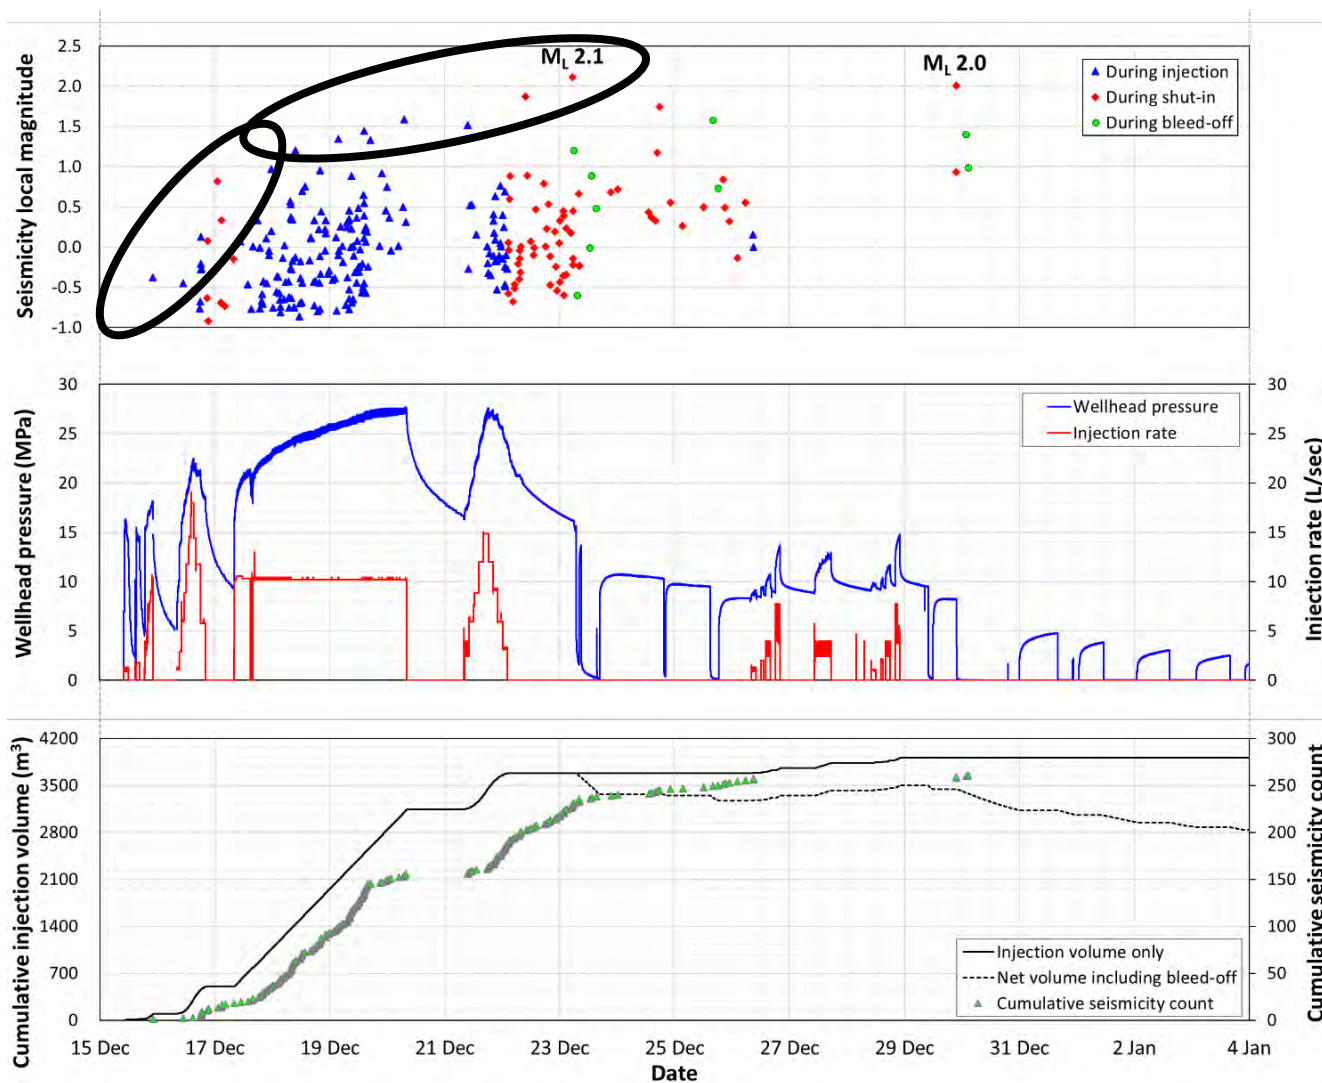 Seismicity local magnitude
2.5
2.0
1.5
1.0
0.5
0.0
-0.5
-1.0
M_L 2.1
M_L 2.0
During injection
During shut-in
During bleed-off
Wellhead pressure (MPa)
30
25
20
15
10
5
0
Wellhead pressure
Injection rate
30
25
20
15
10
5
0
Injection rate (L/sec)
Cumulative injection volume (m³)
4200
3500
2800
2100
1400
700
0
Injection volume only
Net volume including bleed-off
Cumulative seismicity count
300
250
200
150
100
50
0
Cumulative seismicity count
15 Dec 17 Dec 19 Dec 21 Dec 23 Dec 25 Dec 27 Dec 29 Dec 31 Dec 2 Jan 4 Jan
Date